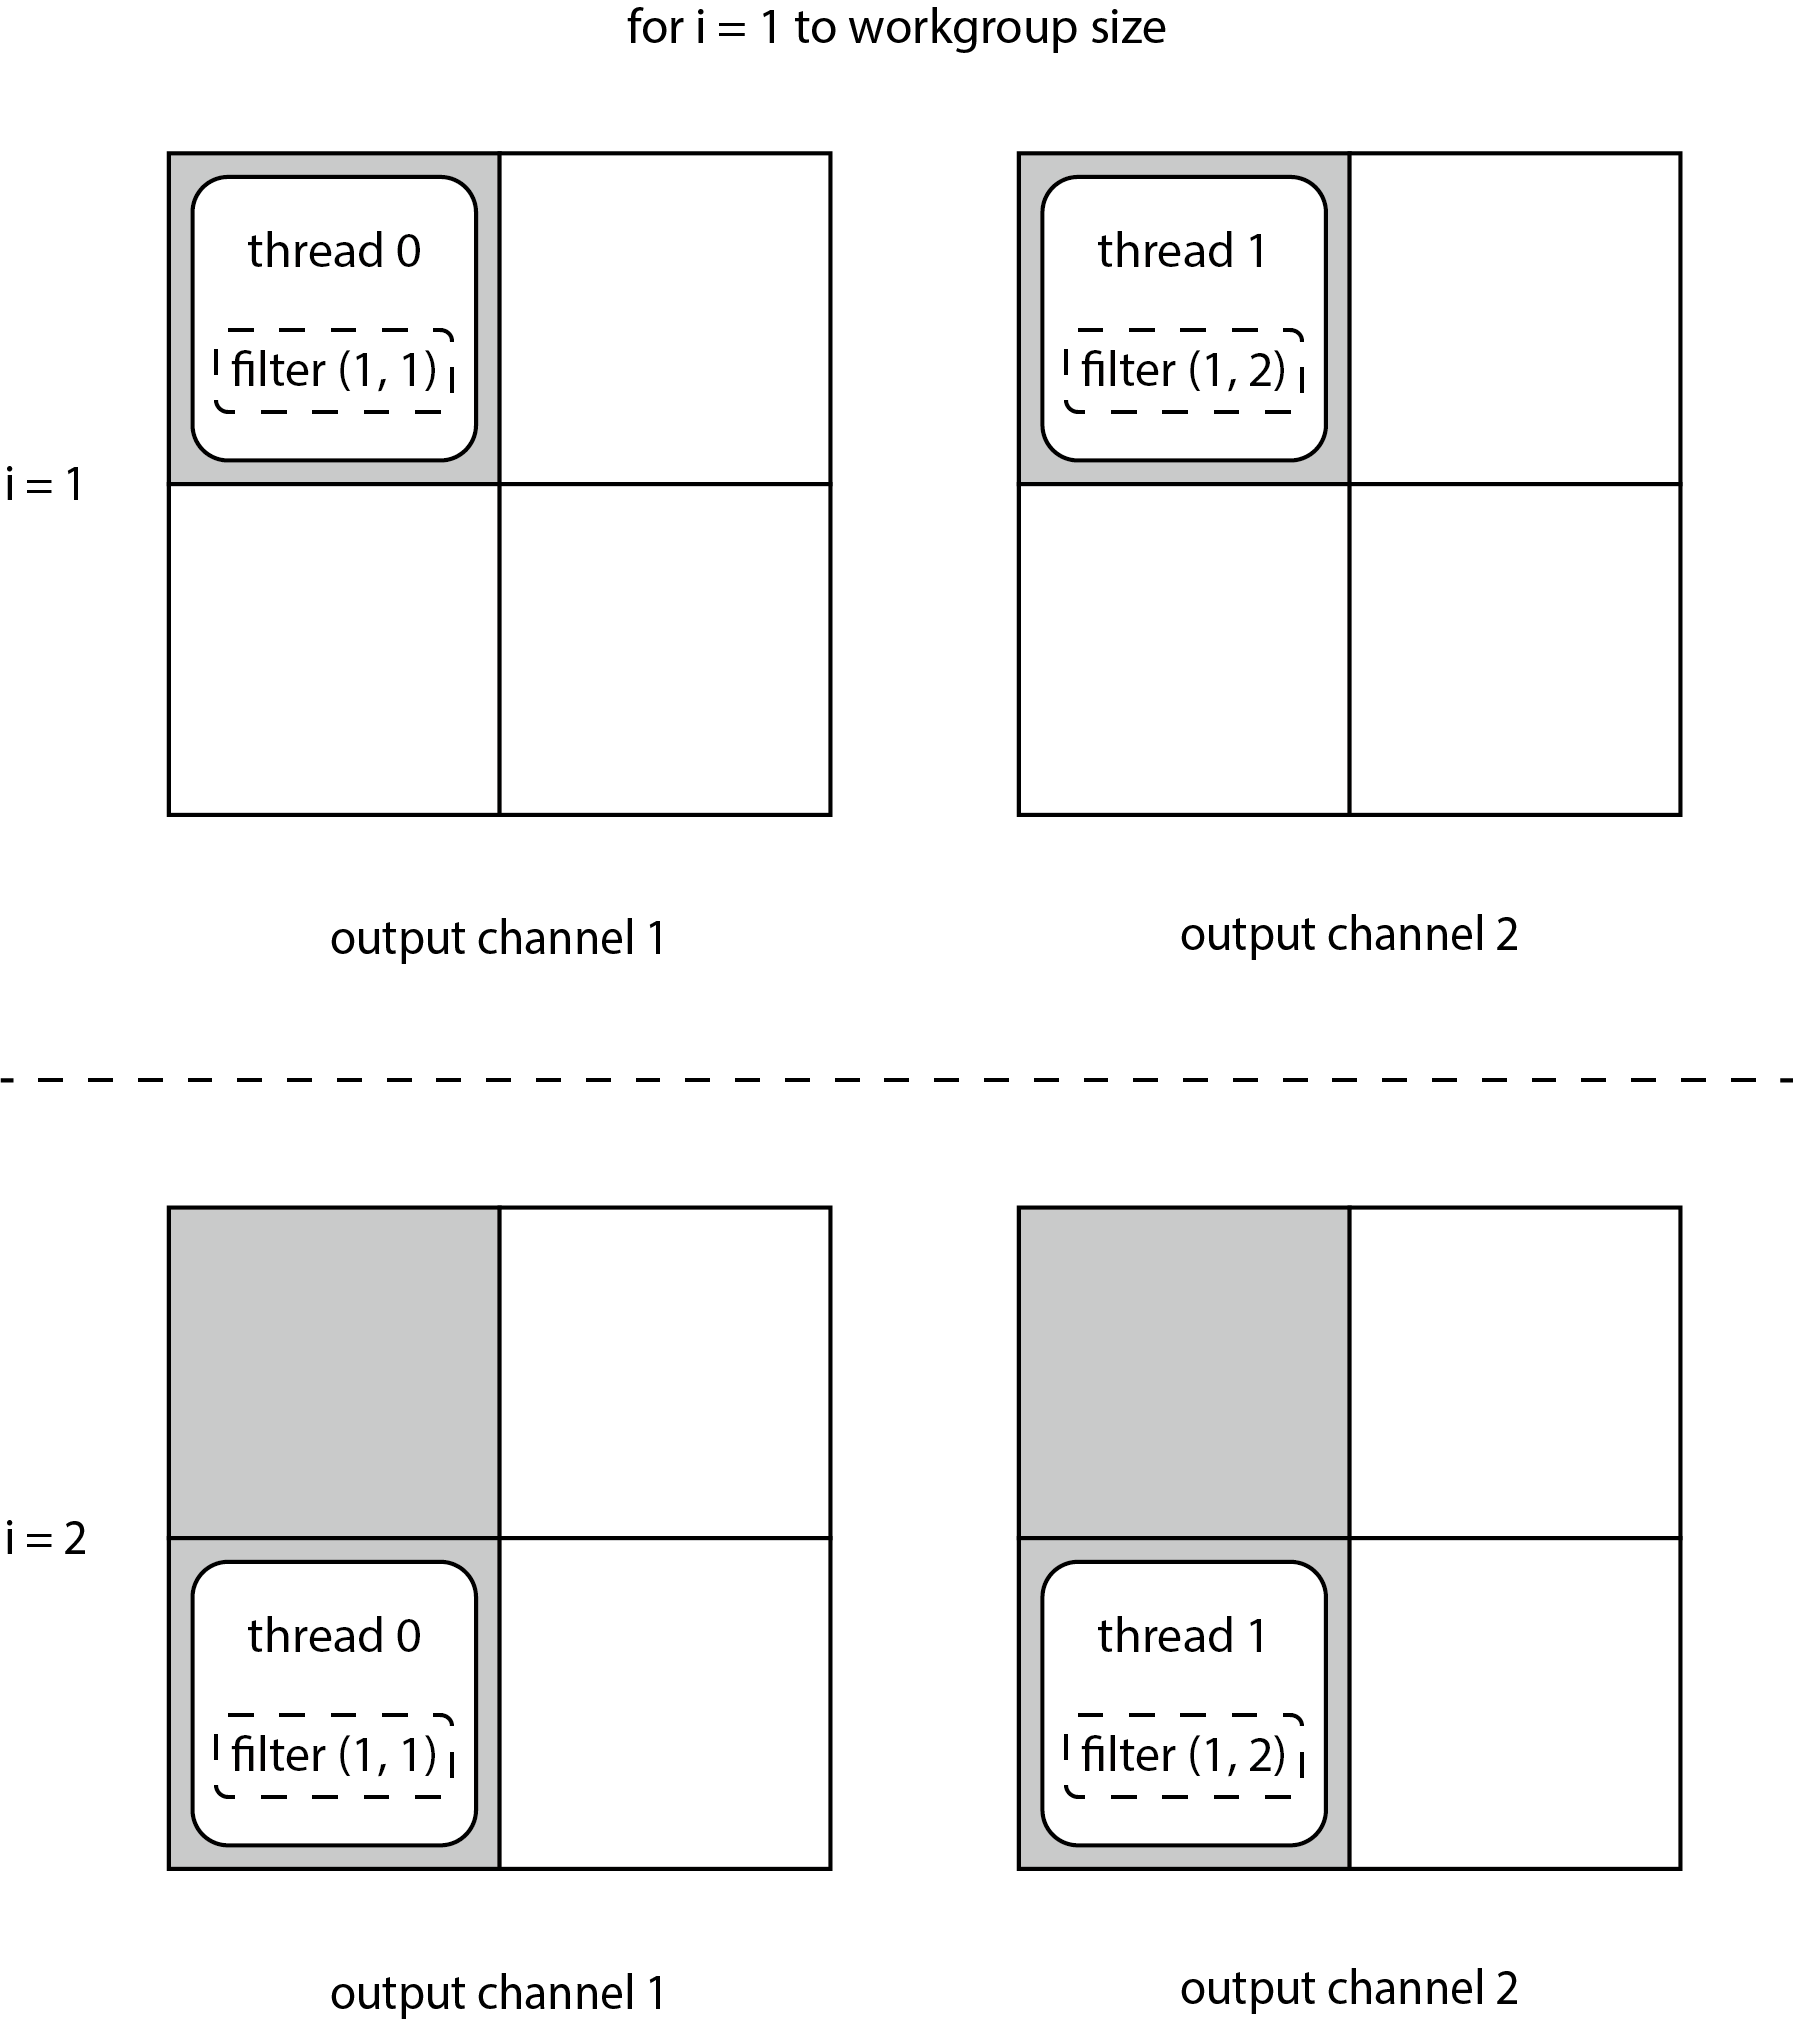 for i = 1 to workgroup size
thread 0
filter (1, 1)
thread 1
filter (1, 2)
i = 1
output channel 1
output channel 2
i = 2
thread 0
filter (1, 1)
thread 1
filter (1, 2)
output channel 1
output channel 2